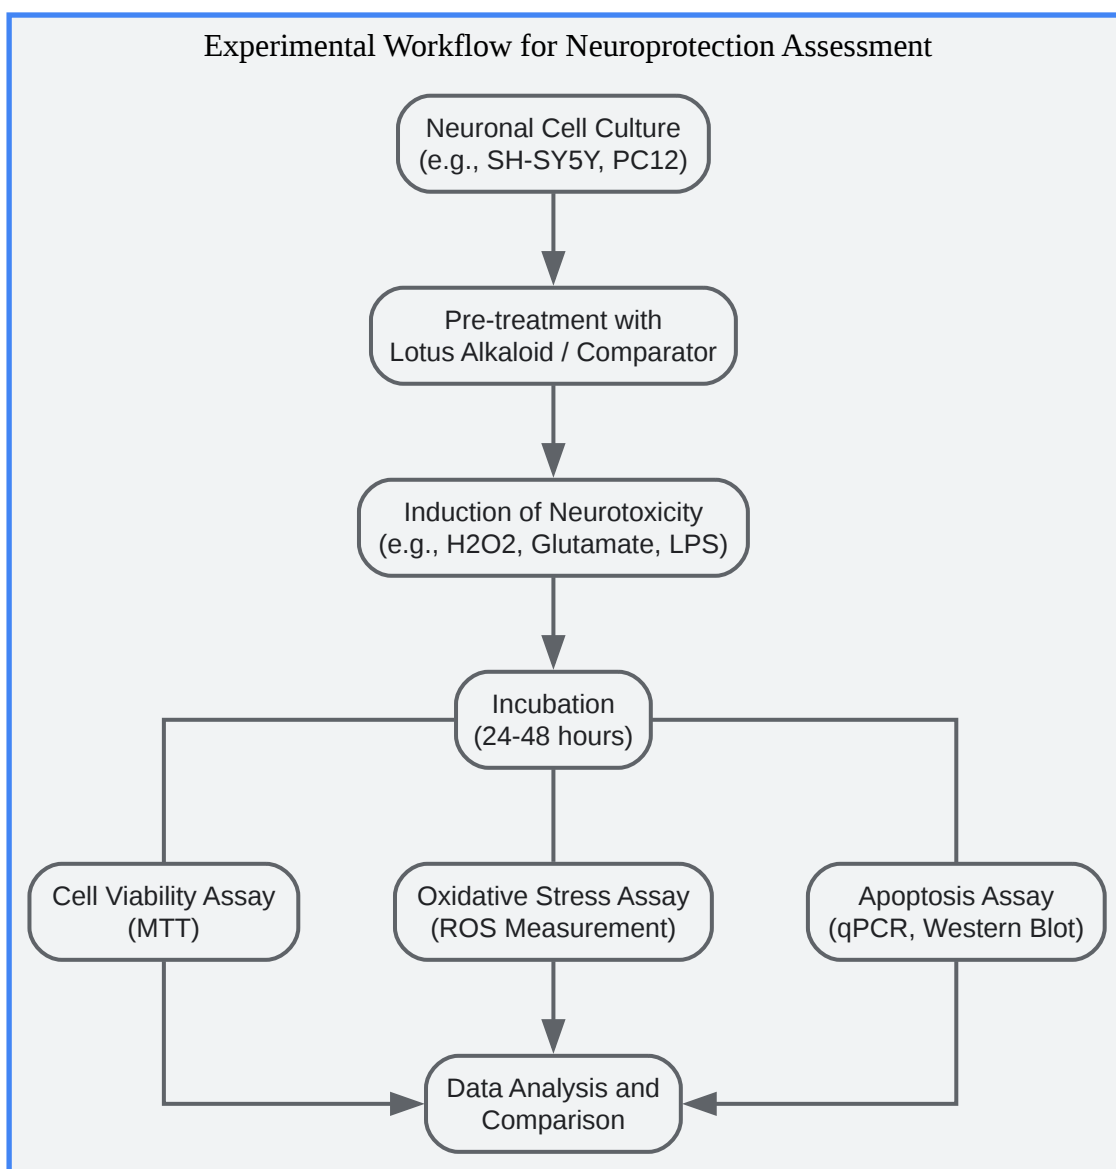 Experimental Workflow for Neuroprotection Assessment
Neuronal Cell Culture
(e.g., SH-SY5Y, PC12)
Pre-treatment with
Lotus Alkaloid / Comparator
Induction of Neurotoxicity
(e.g., H2O2, Glutamate, LPS)
Incubation
(24-48 hours)
Cell Viability Assay
(MTT)
Oxidative Stress Assay
(ROS Measurement)
Apoptosis Assay
(qPCR, Western Blot)
Data Analysis and
Comparison